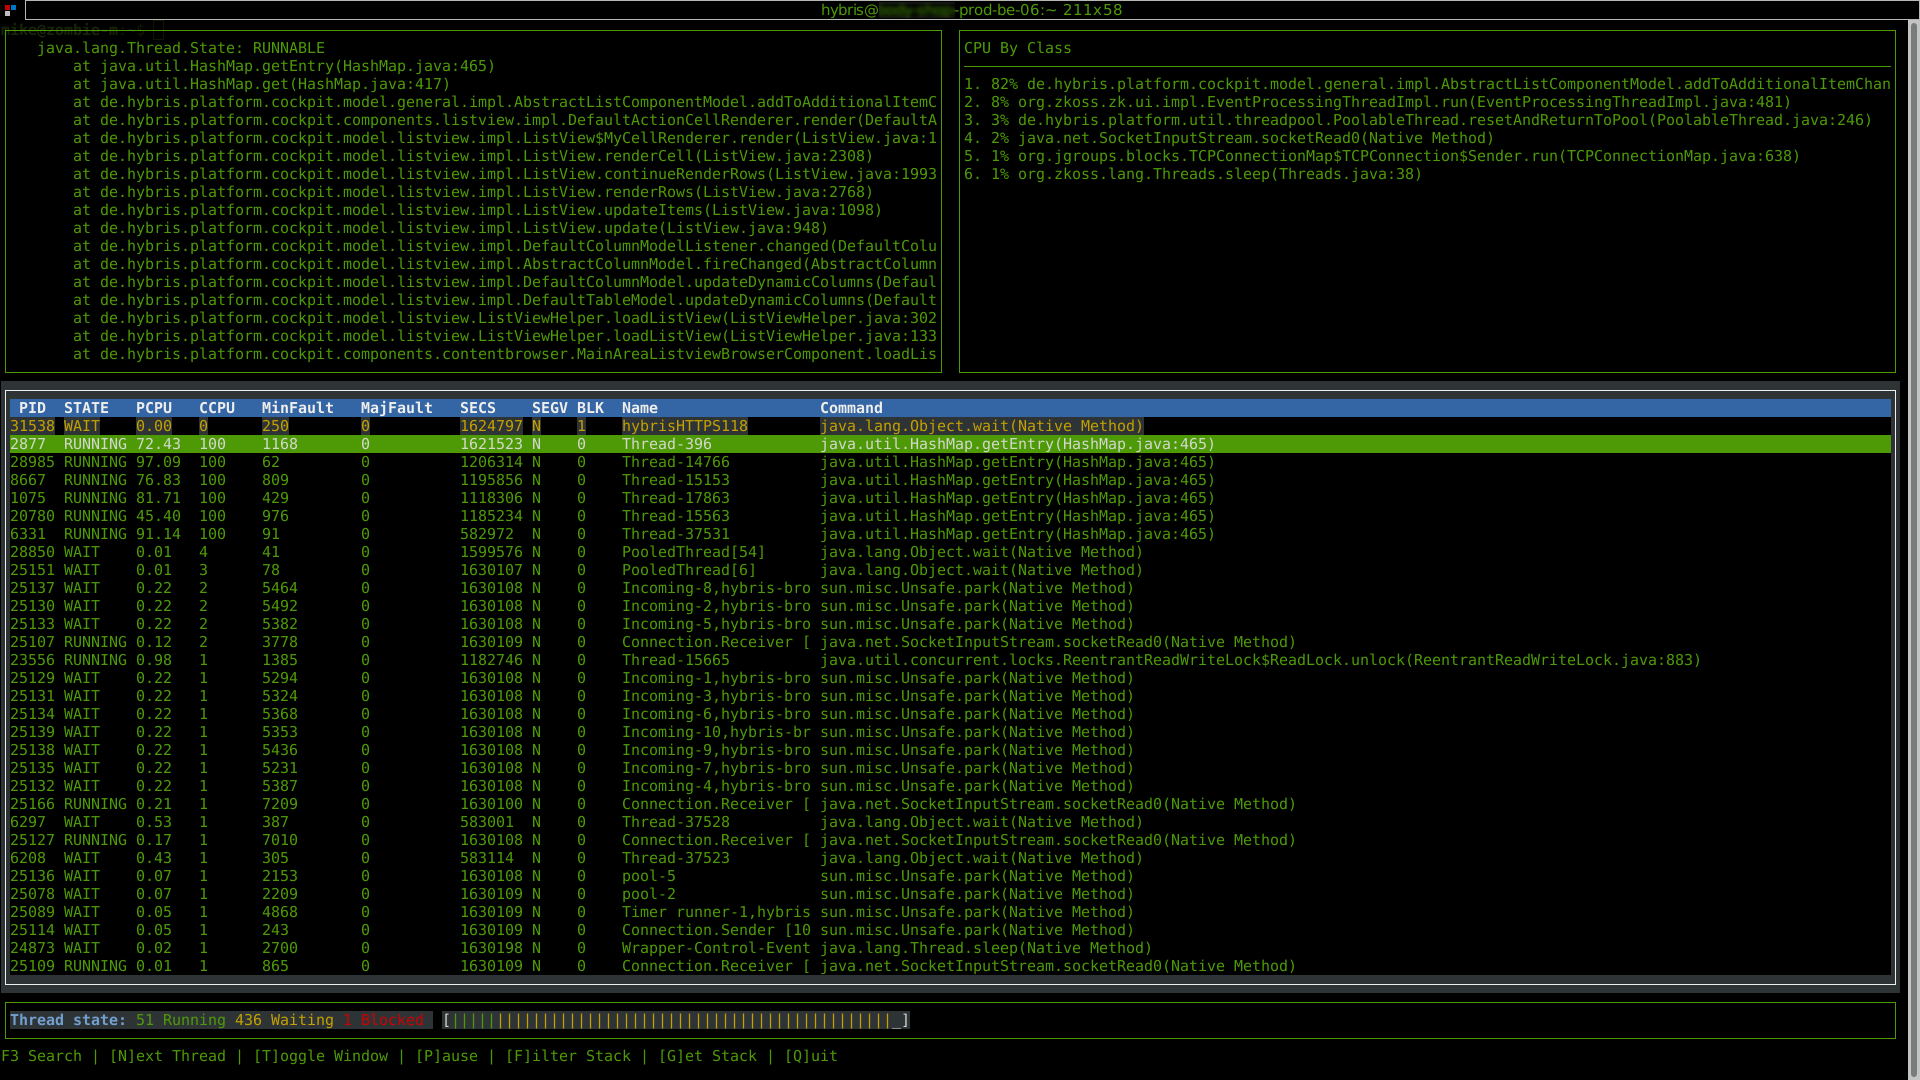 hybris@ -prod-be-06:~ 211x58
java.lang.Thread.State: RUNNABLE
at java.util.HashMap.getEntry(HashMap.java:465)
at java.util.HashMap.get(HashMap.java:417)
at de.hybris.platform.cockpit.model.general.impl.AbstractListComponentModel.addToAdditionalItemC
at de.hybris.platform.cockpit.components.listview.impl.DefaultActionCellRenderer.render(DefaultA
at de.hybris.platform.cockpit.model.listview.impl.ListView$MyCellRenderer.render(ListView.java:1
at de.hybris.platform.cockpit.model.listview.impl.ListView.renderCell(ListView.java:2308)
at de.hybris.platform.cockpit.model.listview.impl.ListView.continueRenderRows(ListView.java:1993
at de.hybris.platform.cockpit.model.listview.impl.ListView.renderRows(ListView.java:2768)
at de.hybris.platform.cockpit.model.listview.impl.ListView.updateItems(ListView.java:1098)
at de.hybris.platform.cockpit.model.listview.impl.ListView.update(ListView.java:948)
at de.hybris.platform.cockpit.model.listview.impl.DefaultColumnModelListener.changed(DefaultColu
at de.hybris.platform.cockpit.model.listview.impl.AbstractColumnModel.fireChanged(AbstractColumn
at de.hybris.platform.cockpit.model.listview.impl.DefaultColumnModel.updateDynamicColumns(Defaul
at de.hybris.platform.cockpit.model.listview.impl.DefaultTableModel.updateDynamicColumns(Default
at de.hybris.platform.cockpit.model.listview.ListViewHelper.loadListView(ListViewHelper.java:302
at de.hybris.platform.cockpit.model.listview.ListViewHelper.loadListView(ListViewHelper.java:133
at de.hybris.platform.cockpit.components.contentbrowser.MainAreaListviewBrowserComponent.loadLis
CPU By Class
1. 82% de.hybris.platform.cockpit.model.general.impl.AbstractListComponentModel.addToAdditionalItemChan
2. 8% org.zkoss.zk.ui.impl.EventProcessingThreadImpl.run(EventProcessingThreadImpl.java:481)
3. 3% de.hybris.platform.util.threadpool.PoolableThread.resetAndReturnToPool(PoolableThread.java:246)
4. 2% java.net.SocketInputStream.socketRead0(Native Method)
5. 1% org.jgroups.blocks.TCPConnectionMap$TCPConnection$Sender.run(TCPConnectionMap.java:638)
6. 1% org.zkoss.lang.Threads.sleep(Threads.java:38)
PID STATE PCPU CCPU MinFault MajFault SECS SEGV BLK Name Command
31538 WAIT 0.00 0 250 0 1624797 N 1 hybrisHTTPS118 java.lang.Object.wait(Native Method)
2877 RUNNING 72.43 100 1168 0 1621523 N 0 Thread-396 java.util.HashMap.getEntry(HashMap.java:465)
28985 RUNNING 97.09 100 62 0 1206314 N 0 Thread-14766 java.util.HashMap.getEntry(HashMap.java:465)
8667 RUNNING 76.83 100 809 0 1195856 N 0 Thread-15153 java.util.HashMap.getEntry(HashMap.java:465)
1075 RUNNING 81.71 100 429 0 1118306 N 0 Thread-17863 java.util.HashMap.getEntry(HashMap.java:465)
20780 RUNNING 45.40 100 976 0 1185234 N 0 Thread-15563 java.util.HashMap.getEntry(HashMap.java:465)
6331 RUNNING 91.14 100 91 0 582972 N 0 Thread-37531 java.util.HashMap.getEntry(HashMap.java:465)
28850 WAIT 0.01 4 41 0 1599576 N 0 PooledThread[54] java.lang.Object.wait(Native Method)
25151 WAIT 0.01 3 78 0 1630107 N 0 PooledThread[6] java.lang.Object.wait(Native Method)
25137 WAIT 0.22 2 5464 0 1630108 N 0 Incoming-8,hybris-bro sun.misc.Unsafe.park(Native Method)
25130 WAIT 0.22 2 5492 0 1630108 N 0 Incoming-2,hybris-bro sun.misc.Unsafe.park(Native Method)
25133 WAIT 0.22 2 5382 0 1630108 N 0 Incoming-5,hybris-bro sun.misc.Unsafe.park(Native Method)
25107 RUNNING 0.12 2 3778 0 1630109 N 0 Connection.Receiver [ java.net.SocketInputStream.socketRead0(Native Method)
23556 RUNNING 0.98 1 1385 0 1182746 N 0 Thread-15665 java.util.concurrent.locks.ReentrantReadWriteLock$ReadLock.unlock(ReentrantReadWriteLock.java:883)
25129 WAIT 0.22 1 5294 0 1630108 N 0 Incoming-1,hybris-bro sun.misc.Unsafe.park(Native Method)
25131 WAIT 0.22 1 5324 0 1630108 N 0 Incoming-3,hybris-bro sun.misc.Unsafe.park(Native Method)
25134 WAIT 0.22 1 5368 0 1630108 N 0 Incoming-6,hybris-bro sun.misc.Unsafe.park(Native Method)
25139 WAIT 0.22 1 5353 0 1630108 N 0 Incoming-10,hybris-br sun.misc.Unsafe.park(Native Method)
25138 WAIT 0.22 1 5436 0 1630108 N 0 Incoming-9,hybris-bro sun.misc.Unsafe.park(Native Method)
25135 WAIT 0.22 1 5231 0 1630108 N 0 Incoming-7,hybris-bro sun.misc.Unsafe.park(Native Method)
25132 WAIT 0.22 1 5387 0 1630108 N 0 Incoming-4,hybris-bro sun.misc.Unsafe.park(Native Method)
25166 RUNNING 0.21 1 7209 0 1630100 N 0 Connection.Receiver [ java.net.SocketInputStream.socketRead0(Native Method)
6297 WAIT 0.53 1 387 0 583001 N 0 Thread-37528 java.lang.Object.wait(Native Method)
25127 RUNNING 0.17 1 7010 0 1630108 N 0 Connection.Receiver [ java.net.SocketInputStream.socketRead0(Native Method)
6208 WAIT 0.43 1 305 0 583114 N 0 Thread-37523 java.lang.Object.wait(Native Method)
25136 WAIT 0.07 1 2153 0 1630108 N 0 pool-5 sun.misc.Unsafe.park(Native Method)
25078 WAIT 0.07 1 2209 0 1630109 N 0 pool-2 sun.misc.Unsafe.park(Native Method)
25089 WAIT 0.05 1 4868 0 1630109 N 0 Timer runner-1,hybris sun.misc.Unsafe.park(Native Method)
25114 WAIT 0.05 1 243 0 1630109 N 0 Connection.Sender [10 sun.misc.Unsafe.park(Native Method)
24873 WAIT 0.02 1 2700 0 1630198 N 0 Wrapper-Control-Event java.lang.Thread.sleep(Native Method)
25109 RUNNING 0.01 1 865 0 1630109 N 0 Connection.Receiver [ java.net.SocketInputStream.socketRead0(Native Method)
Thread state: 51 Running 436 Waiting 1 Blocked [|||||||||||||||||||||||||||||||||||||||||||||||||_]
F3 Search | [N]ext Thread | [T]oggle Window | [P]ause | [F]ilter Stack | [G]et Stack | [Q]uit